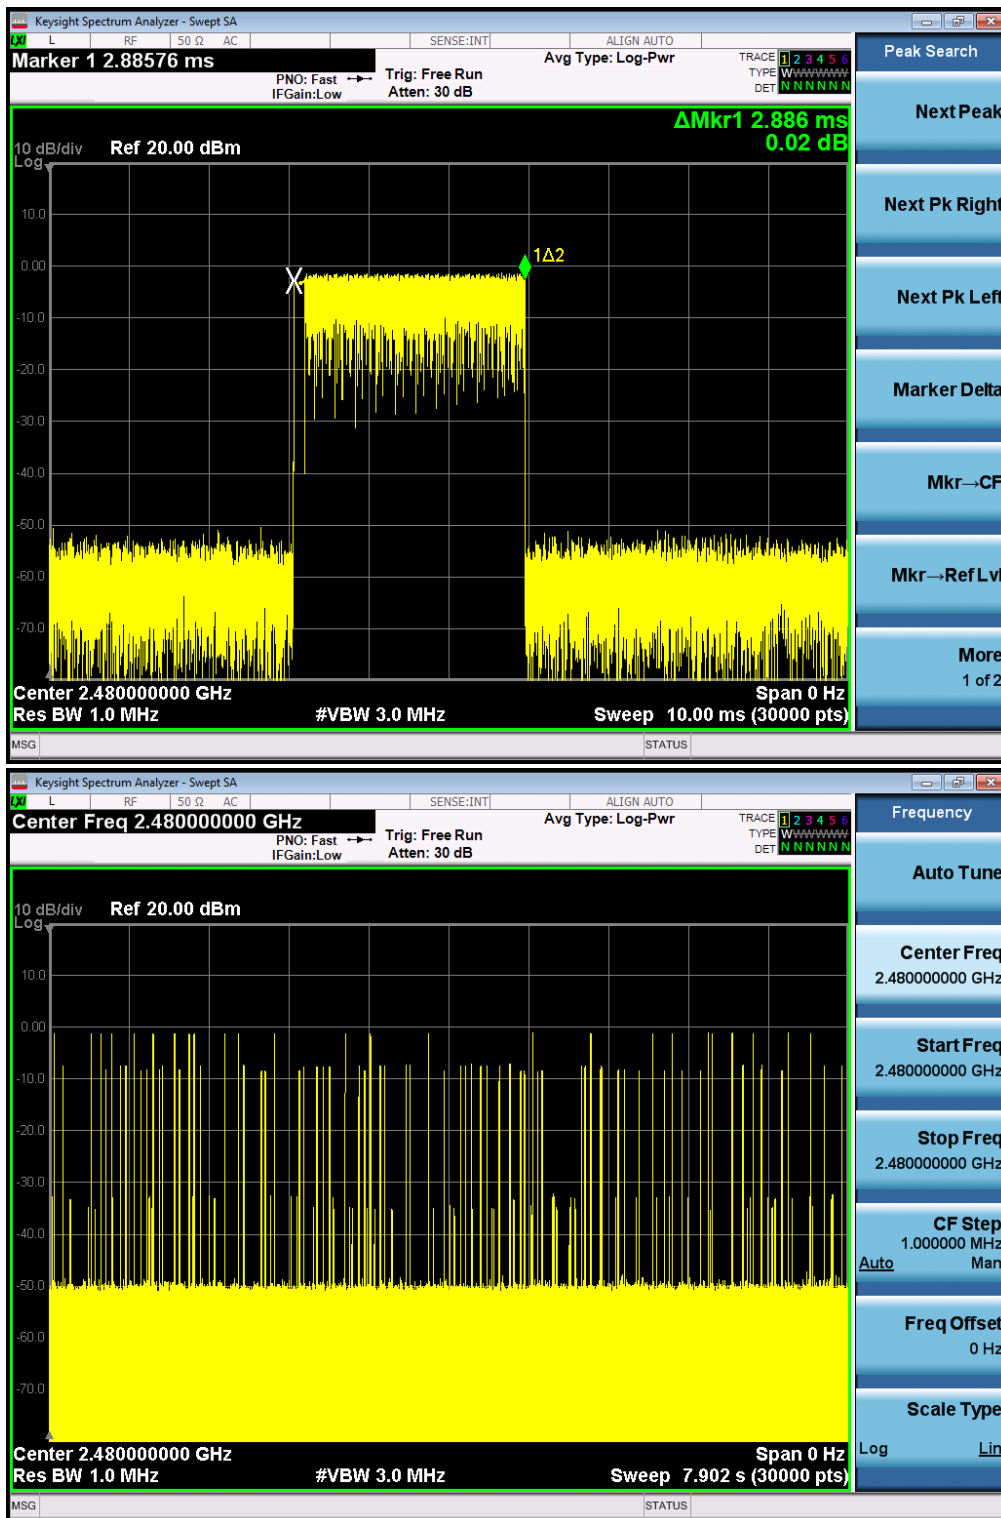 Keysight Spectrum Analyzer - Swept SA
LXI L RF 50 Ω AC SENSE:INT ALIGN AUTO
Marker 1 2.88576 ms
PNO: Fast
IFGain:Low
Trig: Free Run
Atten: 30 dB
Avg Type: Log-Pwr
TRACE 1 2 3 4 5 6
TYPE WWWWWW
DET N N N N N N
ΔMkr1 2.886 ms
0.02 dB
10 dB/div Ref 20.00 dBm
Log
10.0
0.00
1Δ2
-10.0
-20.0
-30.0
-40.0
-50.0
-60.0
-70.0
Center 2.480000000 GHz Span 0 Hz
Res BW 1.0 MHz #VBW 3.0 MHz Sweep 10.00 ms (30000 pts)
MSG STATUS
Peak Search
Next Peak
Next Pk Right
Next Pk Left
Marker Delta
Mkr→CF
Mkr→Ref Lvl
More
1 of 2
Keysight Spectrum Analyzer - Swept SA
LXI L RF 50 Ω AC SENSE:INT ALIGN AUTO
Center Freq 2.480000000 GHz
PNO: Fast
IFGain:Low
Trig: Free Run
Atten: 30 dB
Avg Type: Log-Pwr
TRACE 1 2 3 4 5 6
TYPE WWWWWW
DET N N N N N N
10 dB/div Ref 20.00 dBm
Log
10.0
0.00
-10.0
-20.0
-30.0
-40.0
-50.0
-60.0
-70.0
Center 2.480000000 GHz Span 0 Hz
Res BW 1.0 MHz #VBW 3.0 MHz Sweep 7.902 s (30000 pts)
MSG STATUS
Frequency
Auto Tune
Center Freq
2.480000000 GHz
Start Freq
2.480000000 GHz
Stop Freq
2.480000000 GHz
CF Step
1.000000 MHz
Auto Man
Freq Offset
0 Hz
Scale Type
Log Lin